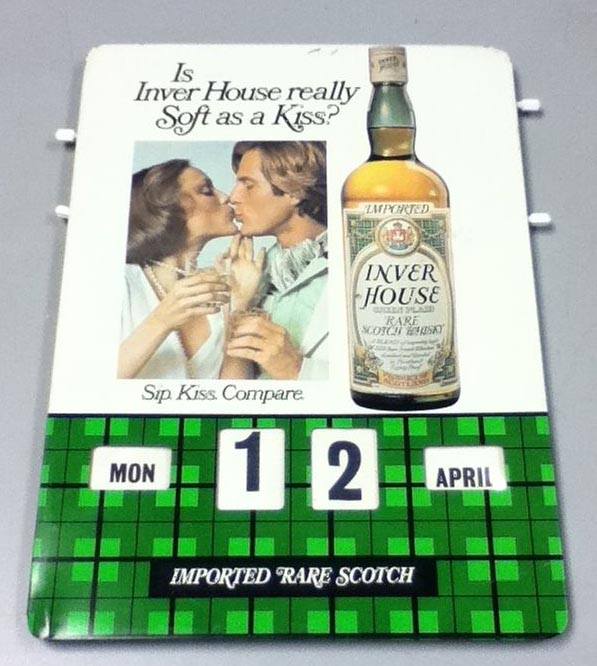 Is
Inver House really
Soft as a Kiss?
IMPORTED
INVER
HOUSE
GREEN PLAID
RARE
SCOTCH WHISKY
SCOTLAND
Sip. Kiss. Compare.
MON
1 2
APRIL
IMPORTED RARE SCOTCH